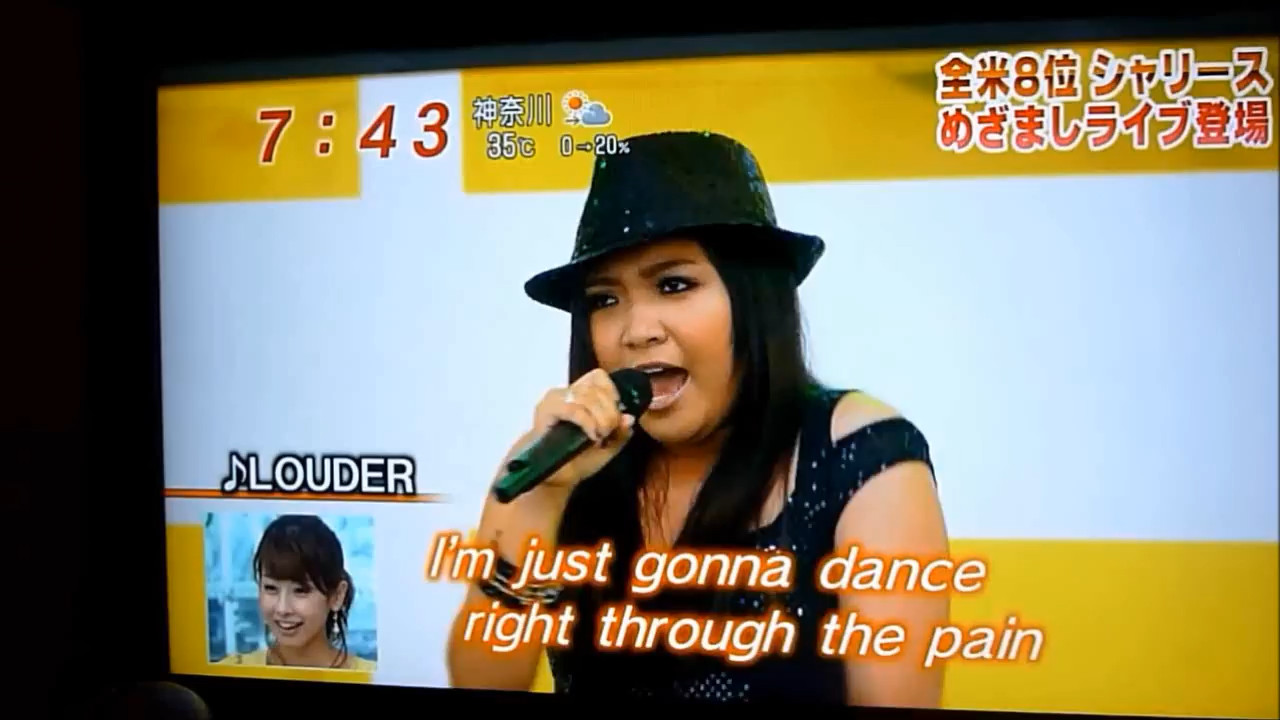 7:43
神奈川
35℃ 0→20%
全米8位 シャリース
めざましライブ登場
♪LOUDER
I'm just gonna dance
right through the pain